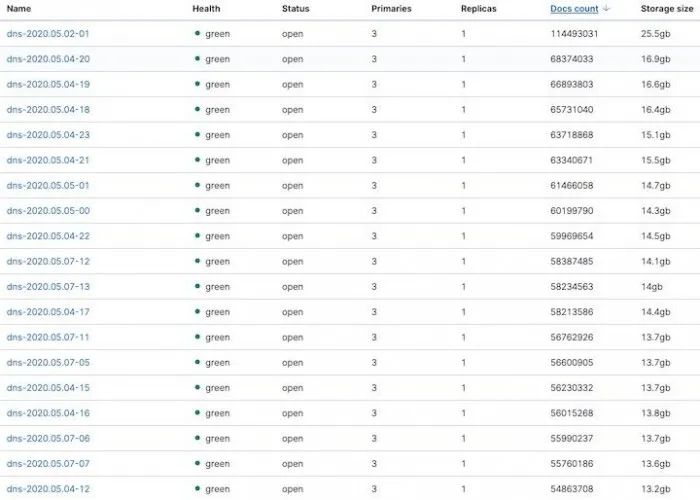 Name Health Status Primaries Replicas Docs count Storage size
dns-2020.05.02-01 green open 3 1 114493031 25.5gb
dns-2020.05.04-20 green open 3 1 68374033 16.9gb
dns-2020.05.04-19 green open 3 1 66893803 16.6gb
dns-2020.05.04-18 green open 3 1 65731040 16.4gb
dns-2020.05.04-23 green open 3 1 63718868 15.1gb
dns-2020.05.04-21 green open 3 1 63340671 15.5gb
dns-2020.05.05-01 green open 3 1 61466058 14.7gb
dns-2020.05.05-00 green open 3 1 60199790 14.3gb
dns-2020.05.04-22 green open 3 1 59969654 14.5gb
dns-2020.05.07-12 green open 3 1 58387485 14.1gb
dns-2020.05.07-13 green open 3 1 58234563 14gb
dns-2020.05.04-17 green open 3 1 58213586 14.4gb
dns-2020.05.07-11 green open 3 1 56762926 13.7gb
dns-2020.05.07-05 green open 3 1 56600905 13.7gb
dns-2020.05.04-15 green open 3 1 56230332 13.7gb
dns-2020.05.04-16 green open 3 1 56015268 13.8gb
dns-2020.05.07-06 green open 3 1 55990237 13.7gb
dns-2020.05.07-07 green open 3 1 55760186 13.6gb
dns-2020.05.04-12 green open 3 1 54863708 13.2gb